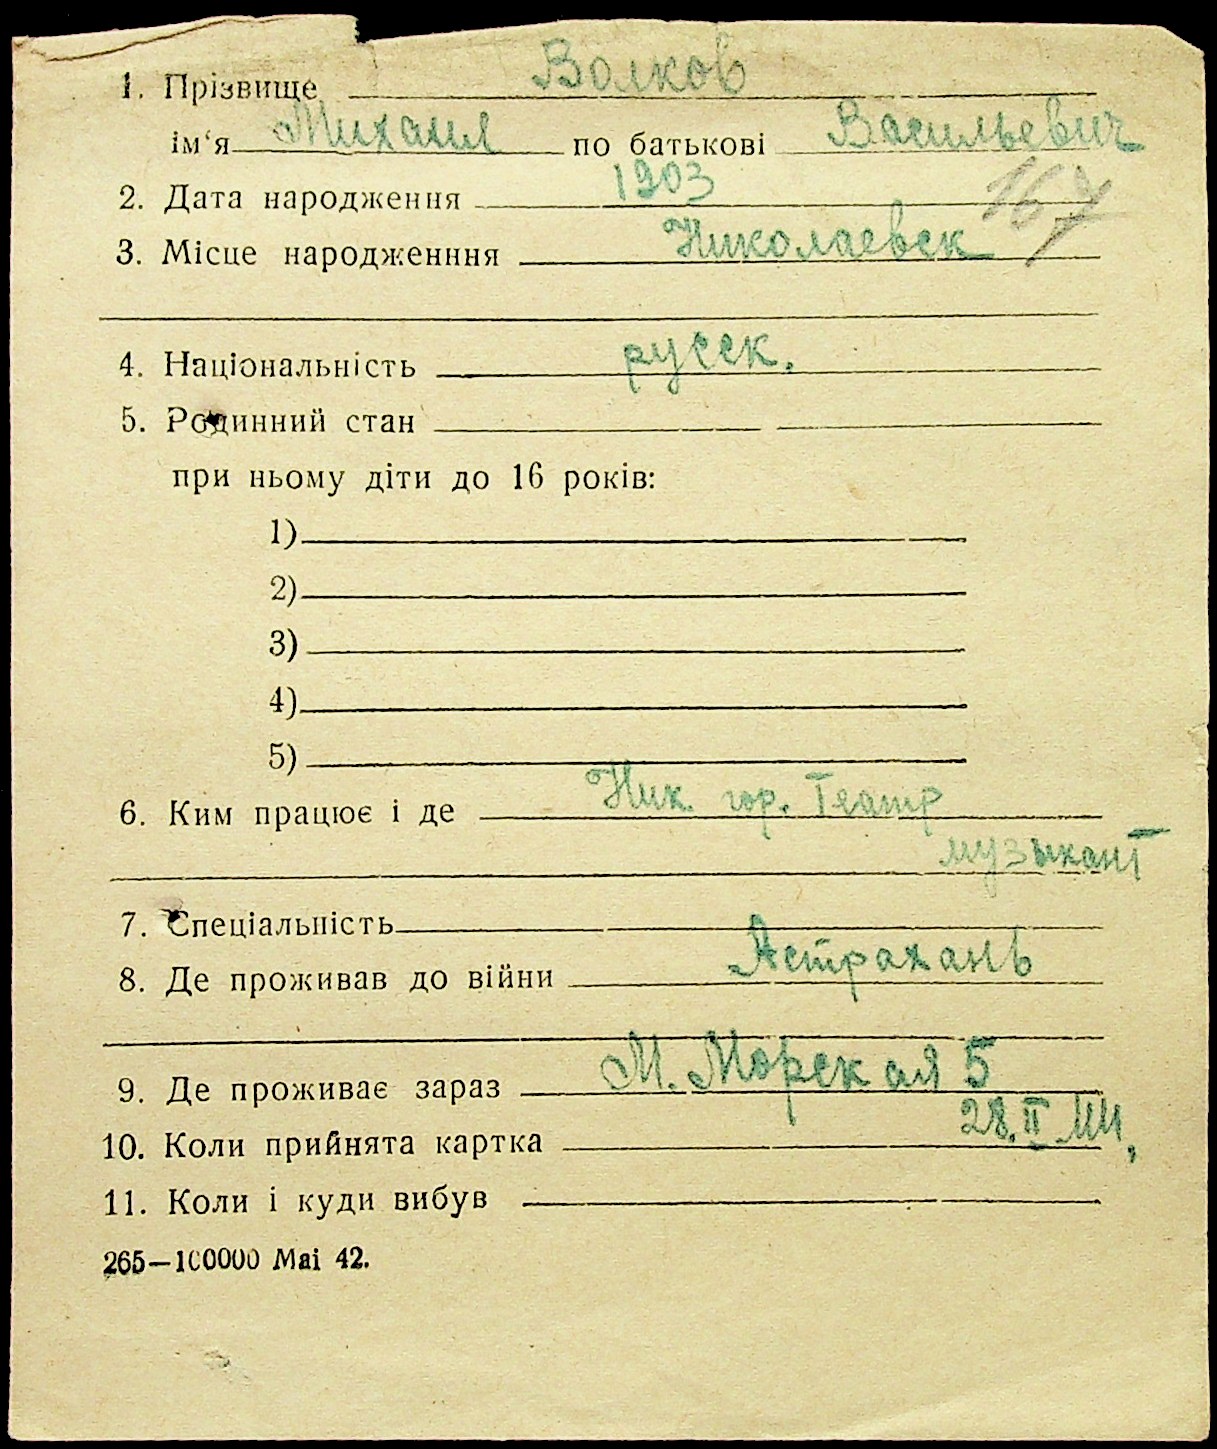 1. Прізвище Волков
ім'я Михаил по батькові Васильевич
2. Дата народження 1903
167
3. Місце народженння Николаевск
4. Національність русск.
5. Родинний стан
при ньому діти до 16 років:
1)
2)
3)
4)
5)
6. Ким працює і де Ник. гор. Театр
музыкант
7. Спеціальність
8. Де проживав до війни Астрахань
9. Де проживає зараз М. Морская 5
10. Коли прийнята картка 28. II
11. Коли і куди вибув
265—100000 Mai 42.